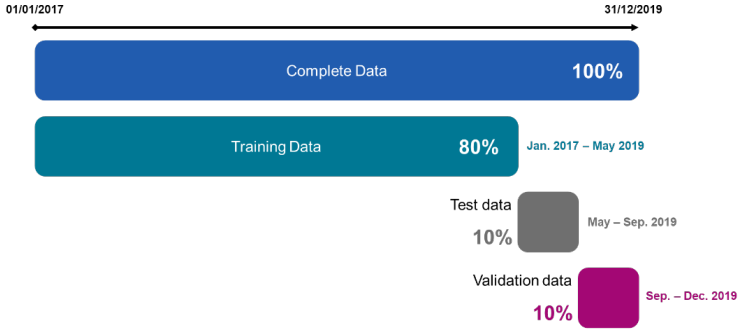 01/01/2017 31/12/2019
Complete Data 100%
Training Data 80% Jan. 2017 – May 2019
Test data
10% May – Sep. 2019
Validation data
10% Sep. – Dec. 2019